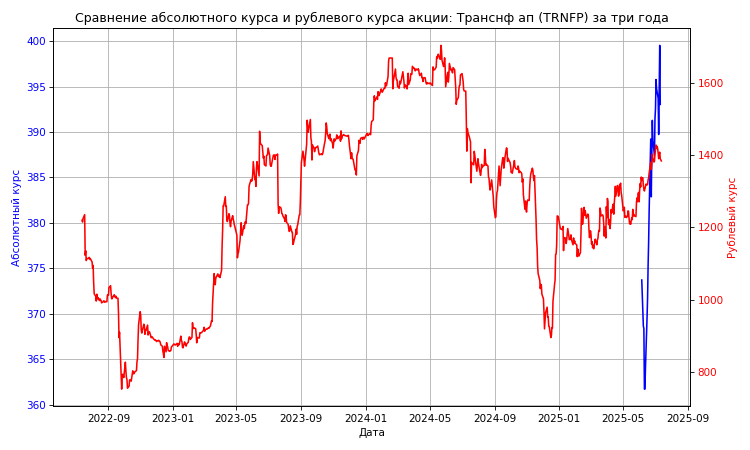 Сравнение абсолютного курса и рублевого курса акции: Транснф ап (TRNFP) за три года
400
395
390
385
380
375
370
365
360
Абсолютный курс
1600
1400
1200
1000
800
Рублевый курс
2022-09 2023-01 2023-05 2023-09 2024-01 2024-05 2024-09 2025-01 2025-05 2025-09
Дата